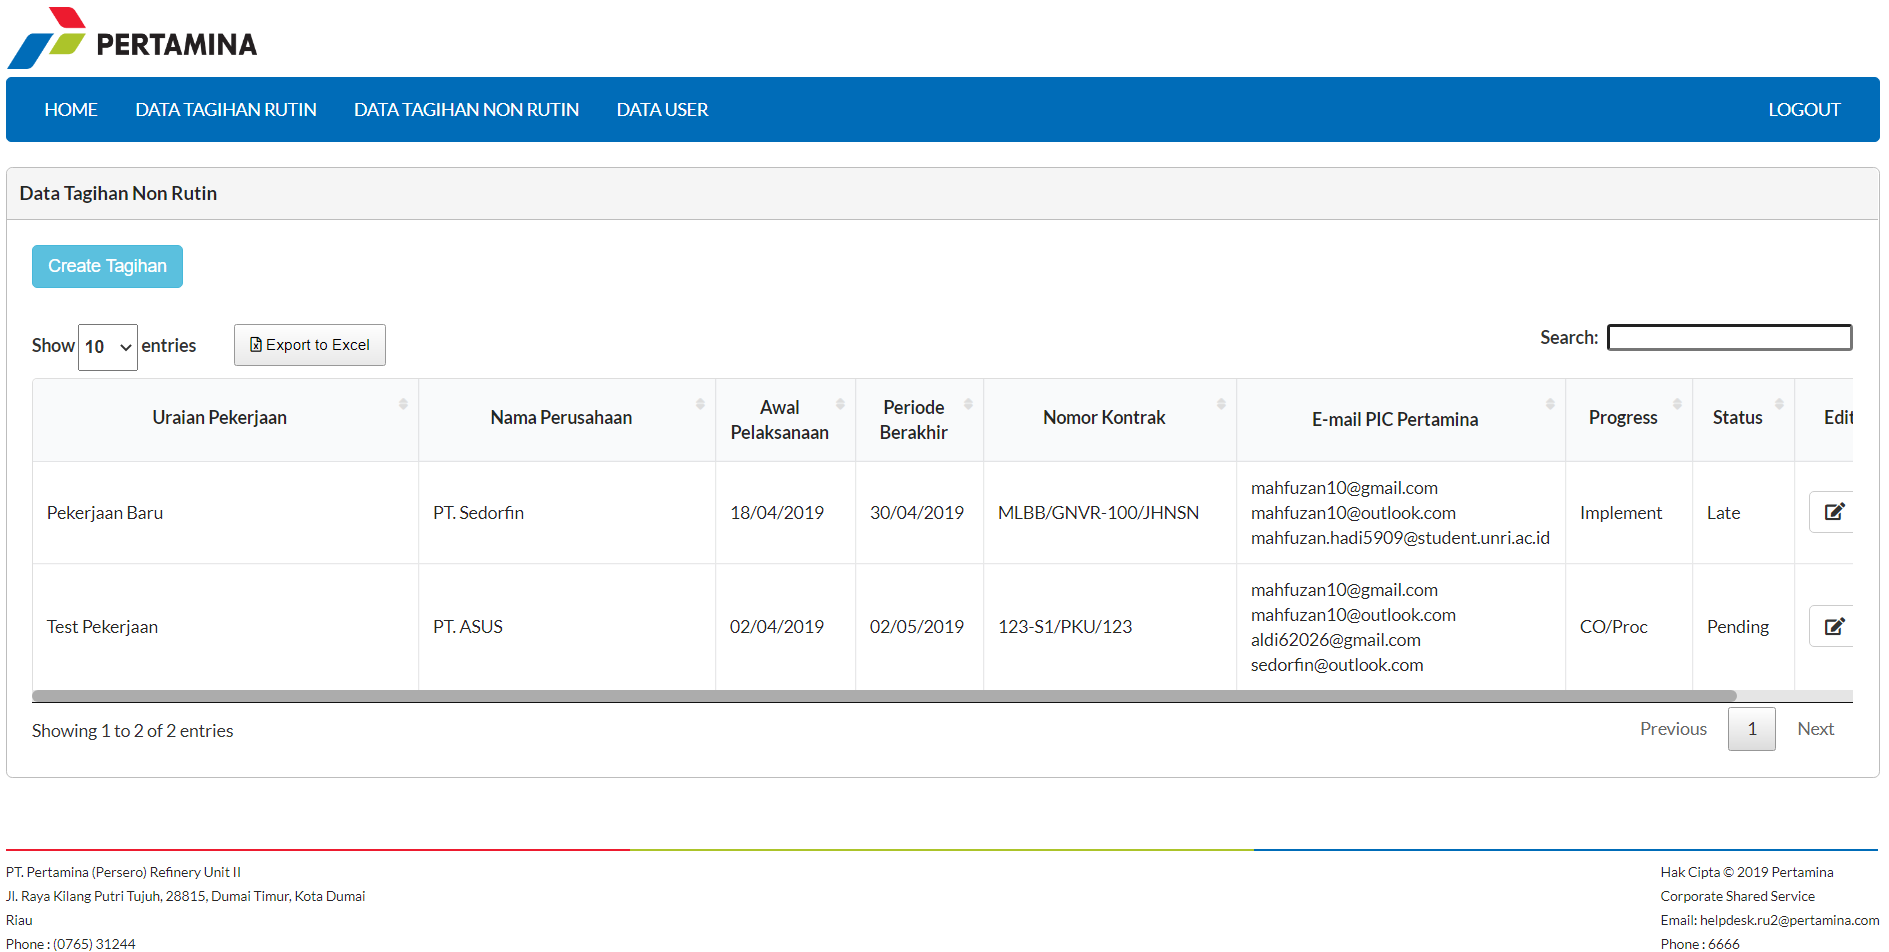 PERTAMINA
HOME DATA TAGIHAN RUTIN DATA TAGIHAN NON RUTIN DATA USER LOGOUT
Data Tagihan Non Rutin
Create Tagihan
Show 10 entries Export to Excel Search:
Uraian Pekerjaan Nama Perusahaan Awal Pelaksanaan Periode Berakhir Nomor Kontrak E-mail PIC Pertamina Progress Status Edit
Pekerjaan Baru PT. Sedorfin 18/04/2019 30/04/2019 MLBB/GNVR-100/JHNSN mahfuzan10@gmail.com
mahfuzan10@outlook.com
mahfuzan.hadi5909@student.unri.ac.id Implement Late
Test Pekerjaan PT. ASUS 02/04/2019 02/05/2019 123-S1/PKU/123 mahfuzan10@gmail.com
mahfuzan10@outlook.com
aldi62026@gmail.com
sedorfin@outlook.com CO/Proc Pending
Showing 1 to 2 of 2 entries Previous 1 Next
PT. Pertamina (Persero) Refinery Unit II
Jl. Raya Kilang Putri Tujuh, 28815, Dumai Timur, Kota Dumai
Riau
Phone : (0765) 31244
Hak Cipta © 2019 Pertamina
Corporate Shared Service
Email: helpdesk.ru2@pertamina.com
Phone : 6666